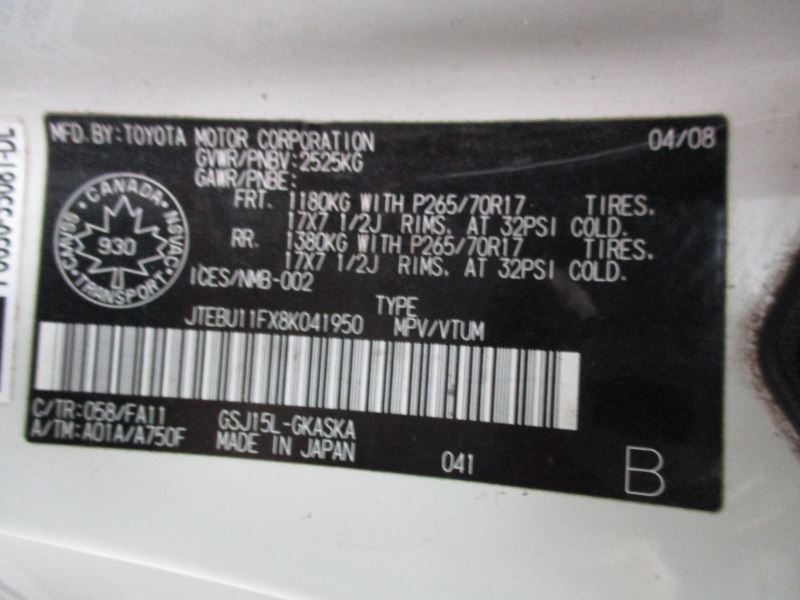 MFD. BY: TOYOTA MOTOR CORPORATION 04/08
GVWR/PNBV: 2525KG
GAWR/PNBE:
FRT. 1180KG WITH P265/70R17 TIRES.
17X7 1/2J RIMS. AT 32PSI COLD.
RR. 1380KG WITH P265/70R17 TIRES.
17X7 1/2J RIMS. AT 32PSI COLD.
ICES/NMB-002
CANADA
CMVSS NSVAC
930
TRANSPORT
TYPE
JTEBU11FX8K041950 MPV/VTUM
C/TR: 058/FA11 GSJ15L-GKASKA
A/TM: A01A/A750F MADE IN JAPAN
041 B